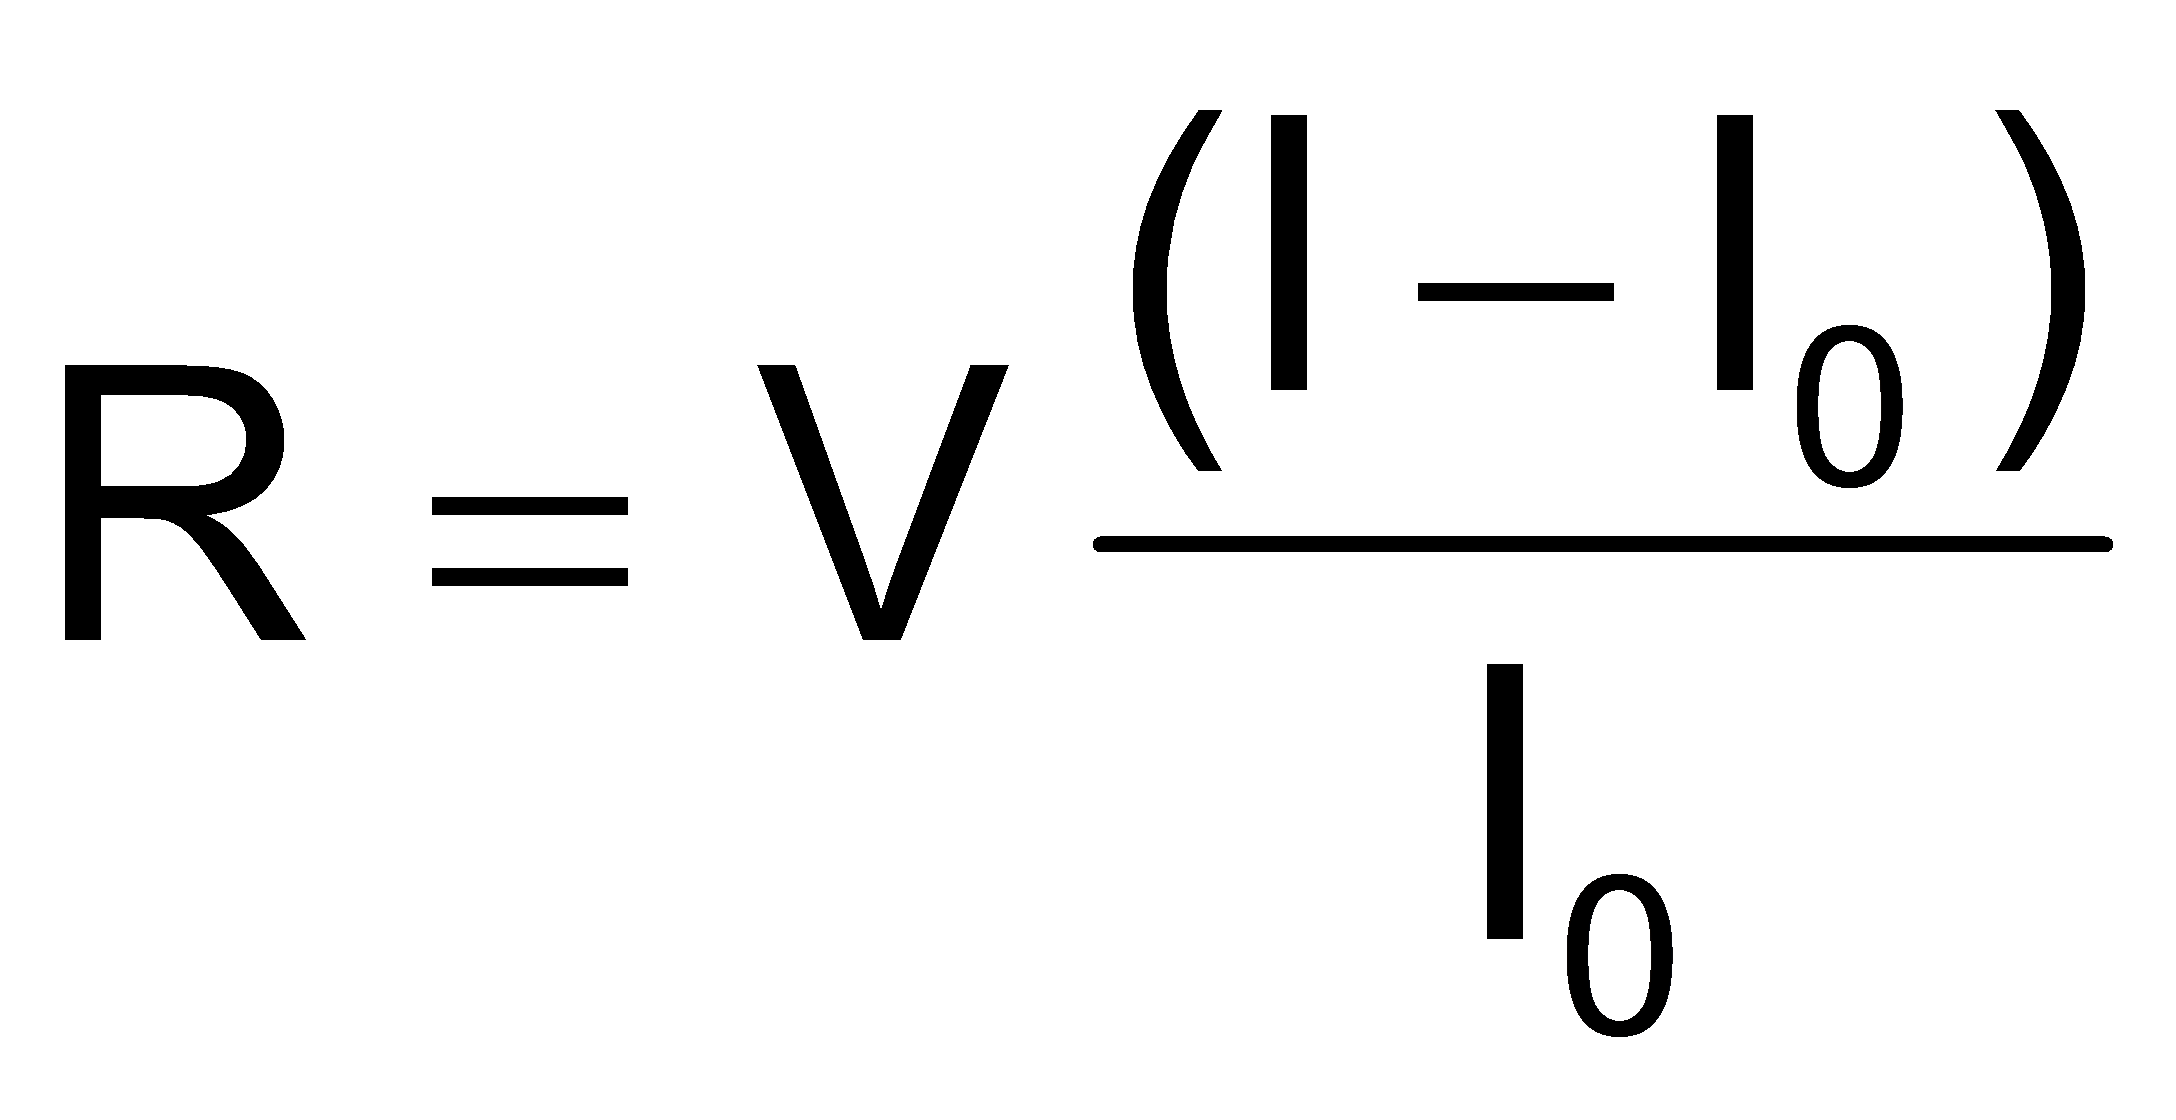 R = V (I − I₀) / I₀